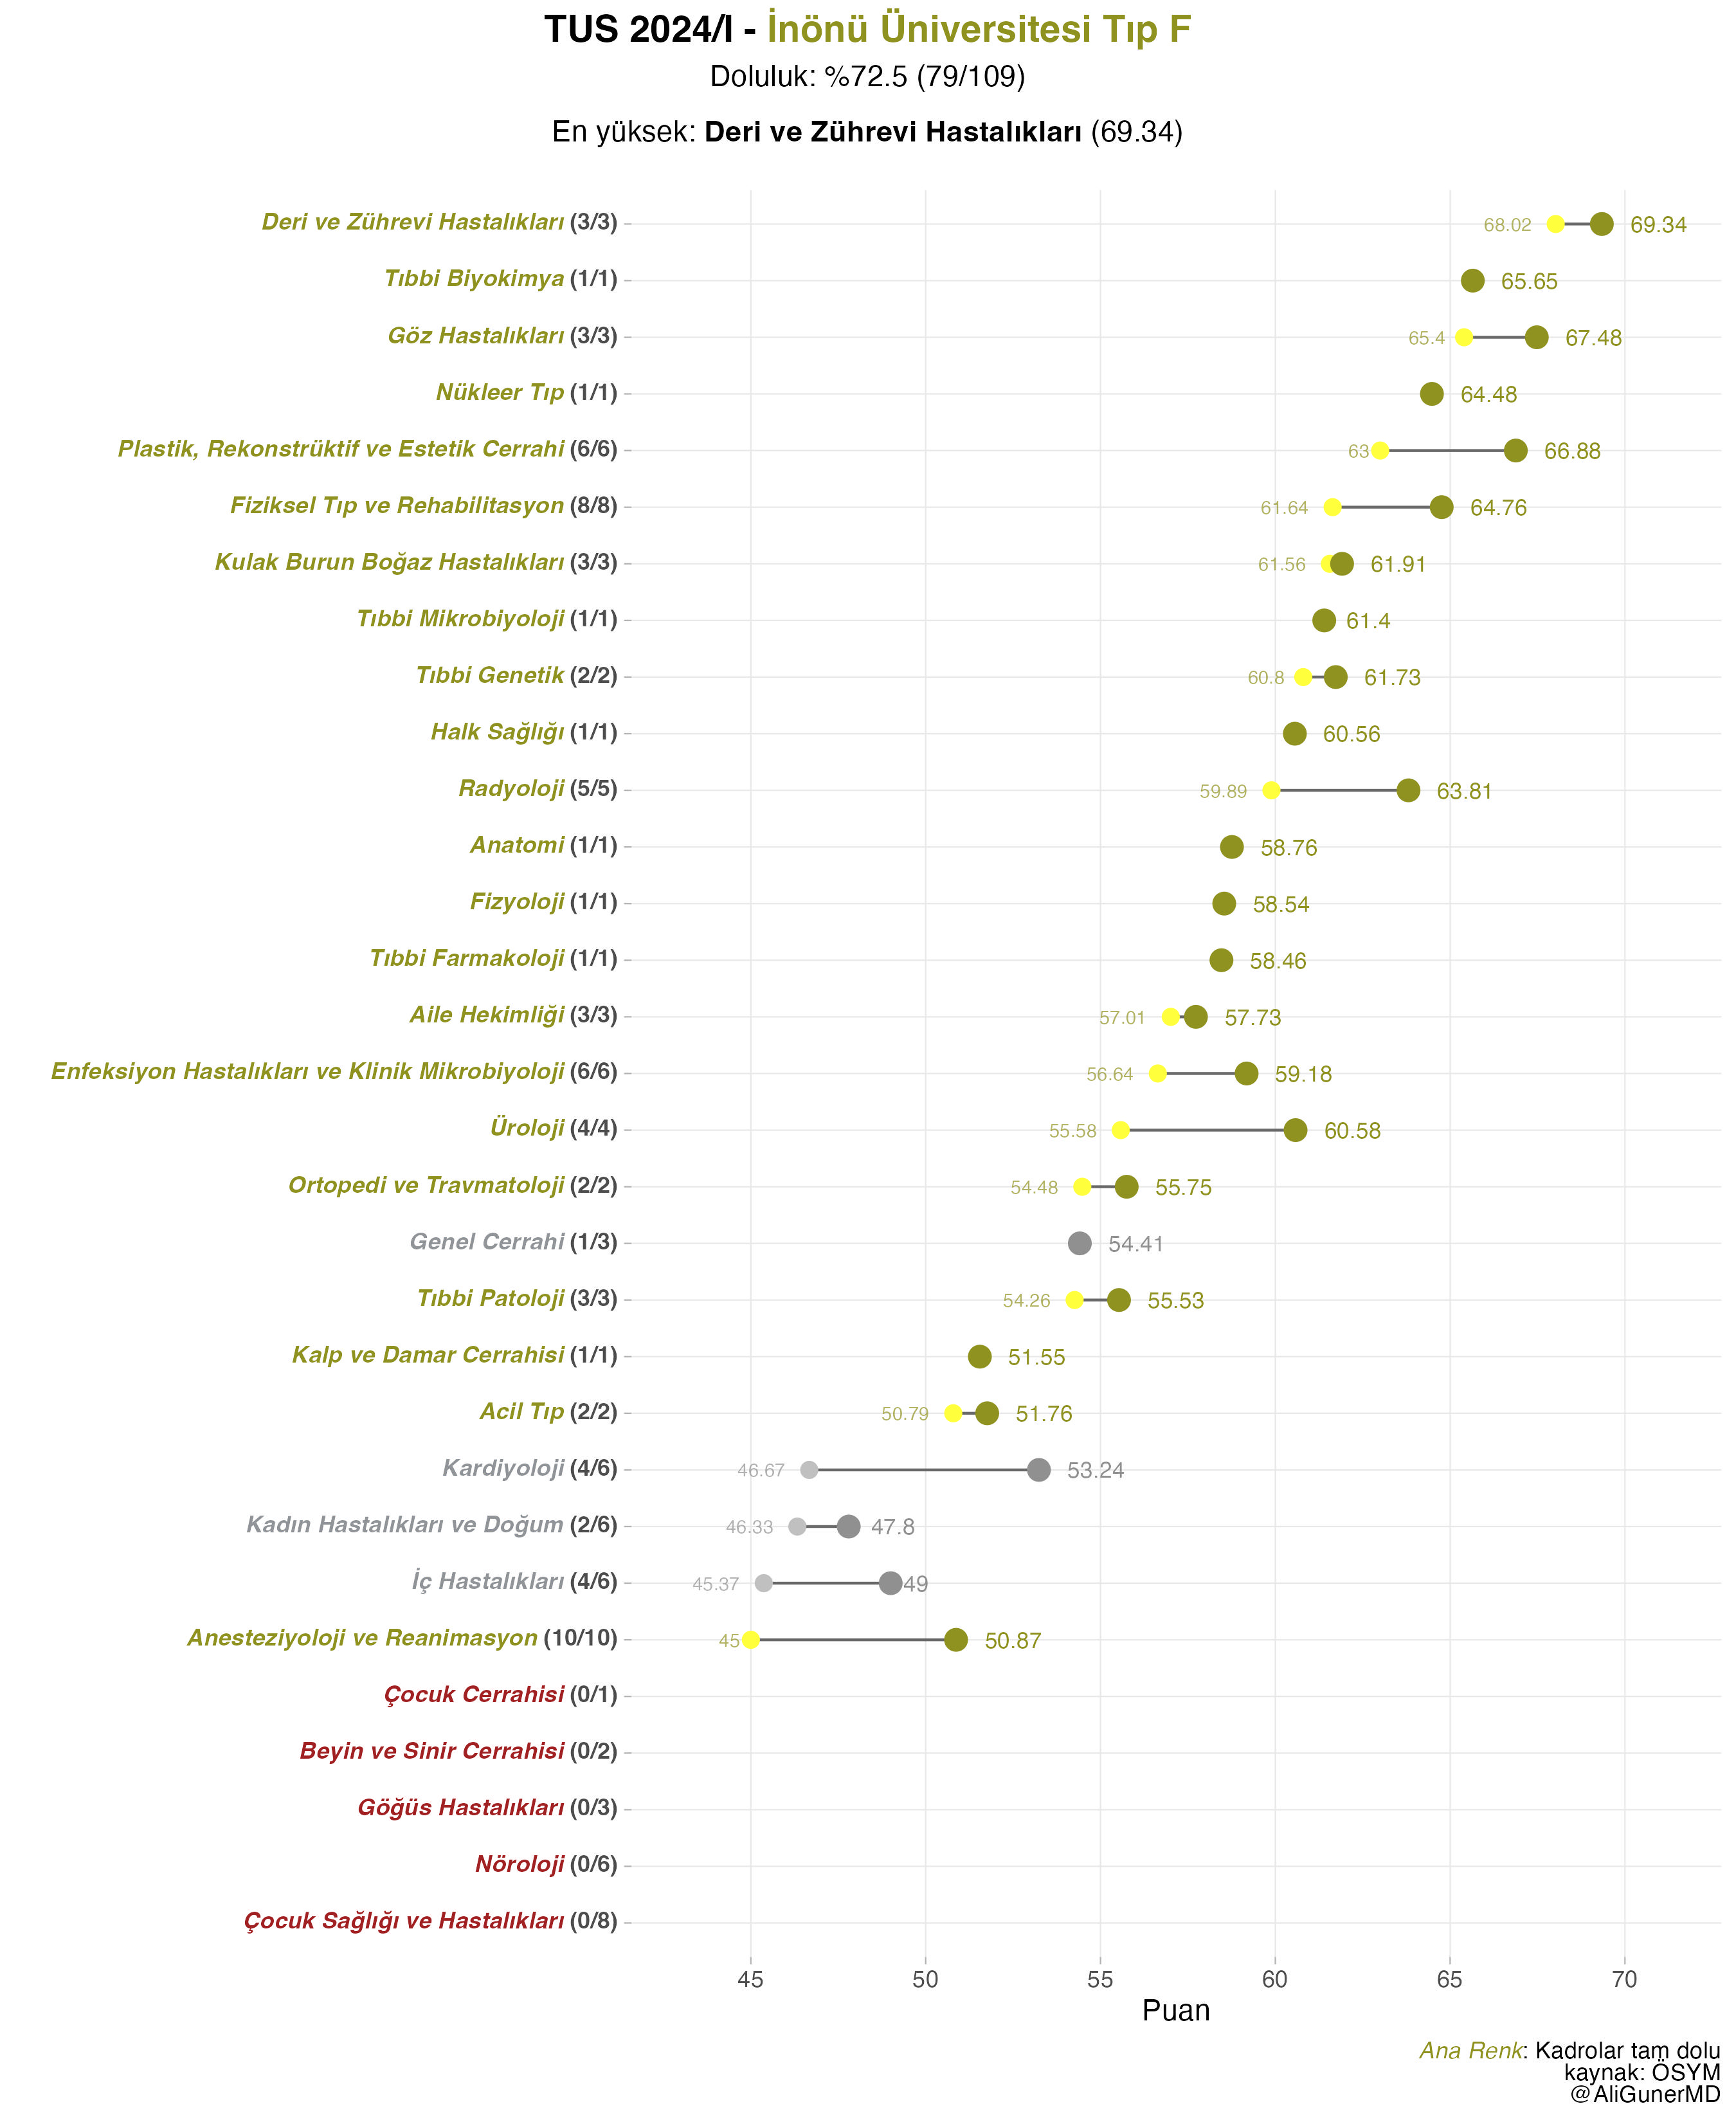 TUS 2024/I - İnönü Üniversitesi Tıp F
Doluluk: %72.5 (79/109)
En yüksek: Deri ve Zührevi Hastalıkları (69.34)
Deri ve Zührevi Hastalıkları (3/3) 68.02 69.34
Tıbbi Biyokimya (1/1) 65.65
Göz Hastalıkları (3/3) 65.4 67.48
Nükleer Tıp (1/1) 64.48
Plastik, Rekonstrüktif ve Estetik Cerrahi (6/6) 63 66.88
Fiziksel Tıp ve Rehabilitasyon (8/8) 61.64 64.76
Kulak Burun Boğaz Hastalıkları (3/3) 61.56 61.91
Tıbbi Mikrobiyoloji (1/1) 61.4
Tıbbi Genetik (2/2) 60.8 61.73
Halk Sağlığı (1/1) 60.56
Radyoloji (5/5) 59.89 63.81
Anatomi (1/1) 58.76
Fizyoloji (1/1) 58.54
Tıbbi Farmakoloji (1/1) 58.46
Aile Hekimliği (3/3) 57.01 57.73
Enfeksiyon Hastalıkları ve Klinik Mikrobiyoloji (6/6) 56.64 59.18
Üroloji (4/4) 55.58 60.58
Ortopedi ve Travmatoloji (2/2) 54.48 55.75
Genel Cerrahi (1/3) 54.41
Tıbbi Patoloji (3/3) 54.26 55.53
Kalp ve Damar Cerrahisi (1/1) 51.55
Acil Tıp (2/2) 50.79 51.76
Kardiyoloji (4/6) 46.67 53.24
Kadın Hastalıkları ve Doğum (2/6) 46.33 47.8
İç Hastalıkları (4/6) 45.37 49
Anesteziyoloji ve Reanimasyon (10/10) 45 50.87
Çocuk Cerrahisi (0/1)
Beyin ve Sinir Cerrahisi (0/2)
Göğüs Hastalıkları (0/3)
Nöroloji (0/6)
Çocuk Sağlığı ve Hastalıkları (0/8)
45 50 55 60 65 70
Puan
Ana Renk: Kadrolar tam dolu
kaynak: ÖSYM
@AliGunerMD